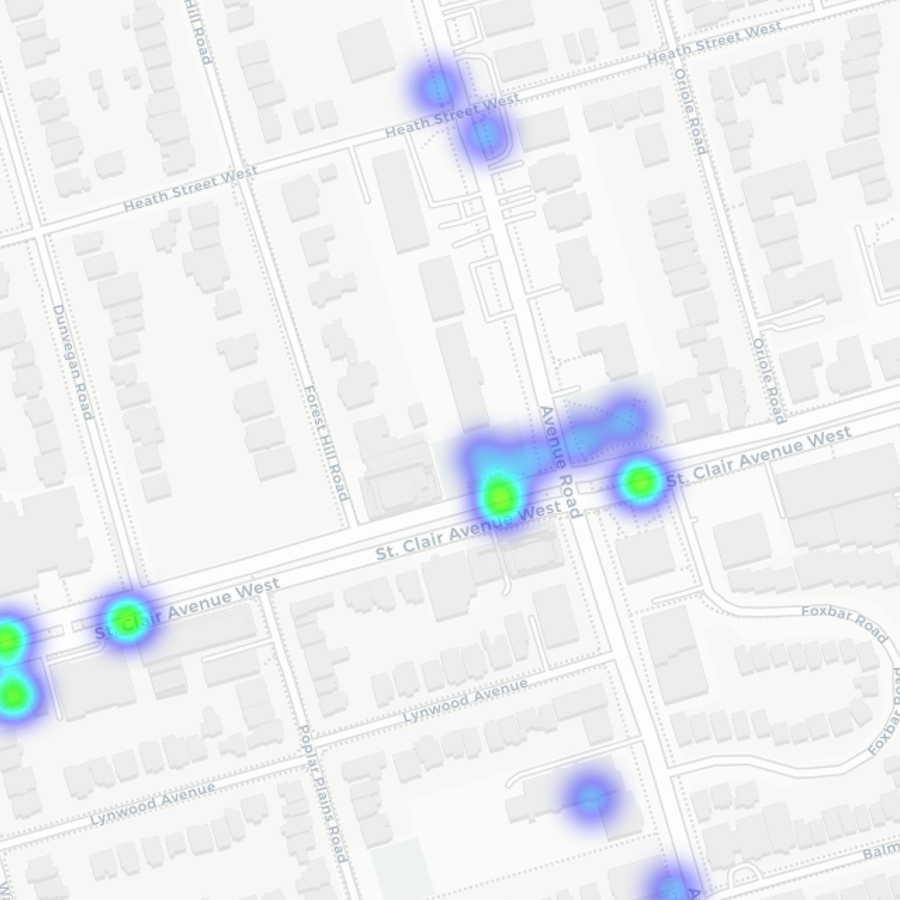 Hill Road
Heath Street West
Heath Street West
Heath Street West
Oriole Road
Dunvegan Road
Oriole Road
Forest Hill Road
Avenue Road
St. Clair Avenue West
St. Clair Avenue West
St. Clair Avenue West
Foxbar Road
Foxbar Road
Lynwood Avenue
Poplar Plains Road
Lynwood Avenue
Balm
A
W